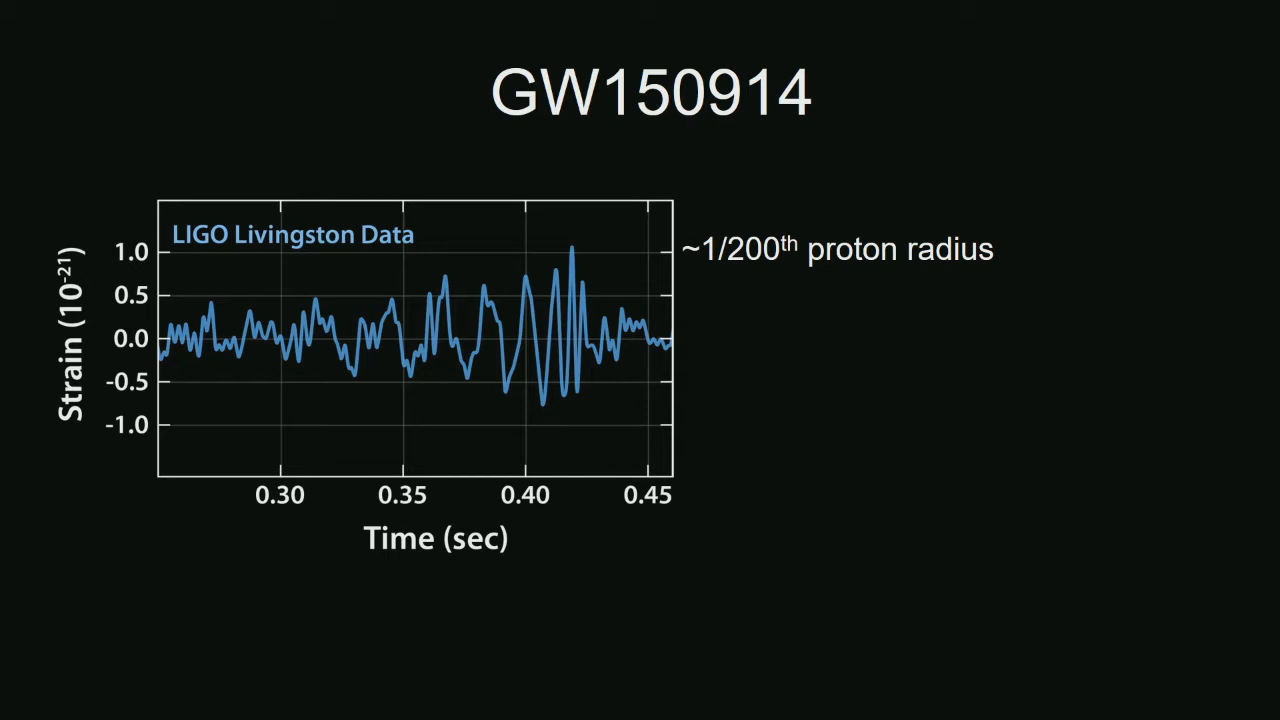 GW150914
LIGO Livingston Data
~1/200th proton radius
1.0
0.5
0.0
-0.5
-1.0
Strain (10-21)
0.30 0.35 0.40 0.45
Time (sec)